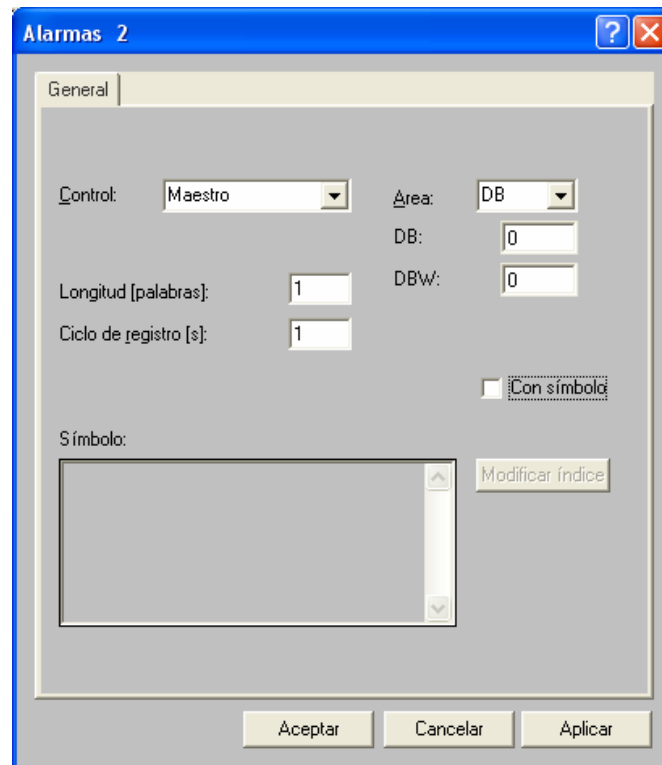 Alarmas 2
General
Control: Maestro
Area: DB
DB: 0
DBW: 0
Longitud [palabras]: 1
Ciclo de registro [s]: 1
Con símbolo
Símbolo:
Modificar índice
Aceptar Cancelar Aplicar